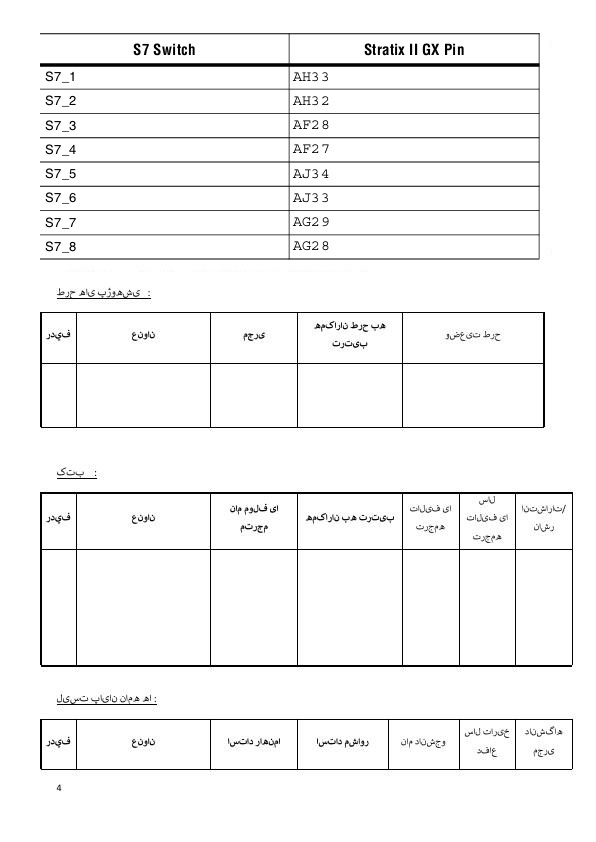 S7 Switch	Stratix II GX Pin
S7_1	AH33
S7_2	AH32
S7_3	AF28
S7_4	AF27
S7_5	AJ34
S7_6	AJ33
S7_7	AG29
S7_8	AG28
طرح های پژوهشی :
ردیف	عنوان	مجری	همکاران طرح به	وضعیت طرح
ترتیب
کتب :
ردیف	عنوان	نام مولف یا	همکاران به ترتیب	تالیف یا	سال	انتشارات/
مترجم	ترجمه	تالیف یا	ناشر
ترجمه
لیست پایان نامه ها :
ردیف	عنوان	استاد راهنما	استاد مشاور	نام دانشجو	سال تاریخ	دانشگاه
دفاع	مجری
4